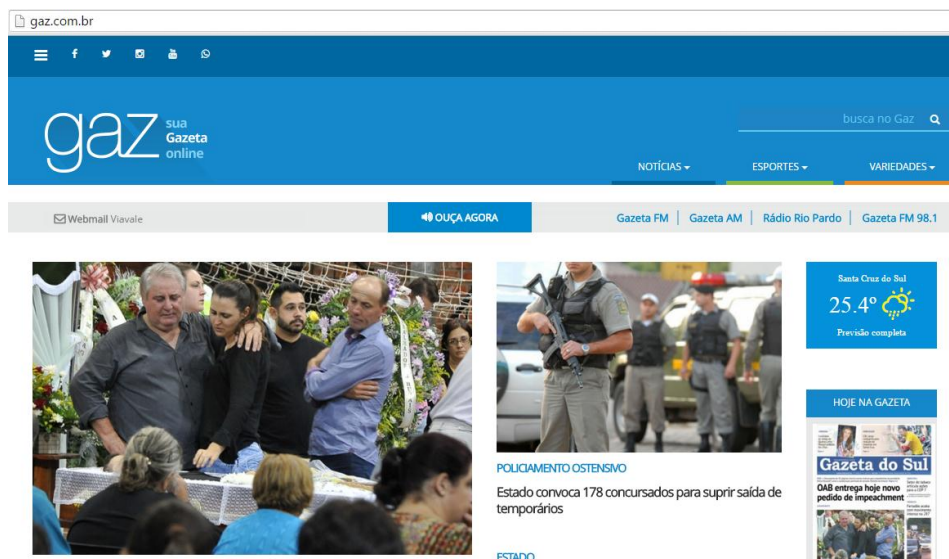 gaz.com.br
gaz
sua
Gazeta
online
busca no Gaz
NOTÍCIAS
ESPORTES
VARIEDADES
Webmail Viavale
OUÇA AGORA
Gazeta FM | Gazeta AM | Rádio Rio Pardo | Gazeta FM 98.1
Santa Cruz do Sul
25.4º
Previsão completa
HOJE NA GAZETA
Gazeta do Sul
OAB entrega hoje novo
pedido de impeachment
POLICIAMENTO OSTENSIVO
Estado convoca 178 concursados para suprir saída de
temporários
ESTADO